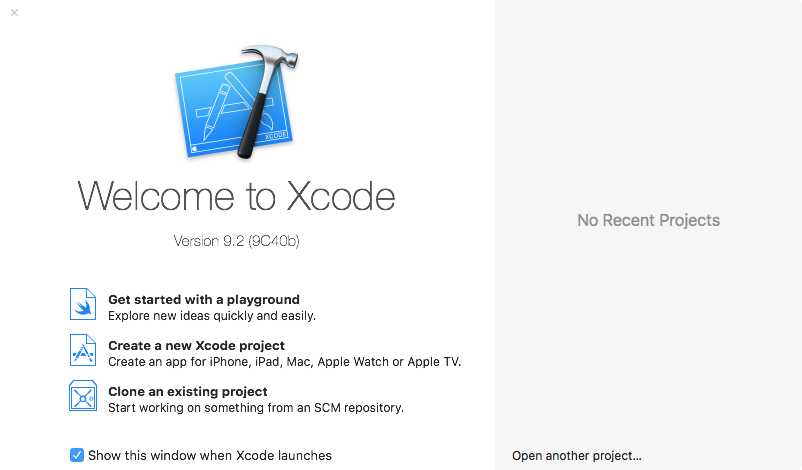 XCODE
Welcome to Xcode
Version 9.2 (9C40b)
Get started with a playground
Explore new ideas quickly and easily.
Create a new Xcode project
Create an app for iPhone, iPad, Mac, Apple Watch or Apple TV.
Clone an existing project
Start working on something from an SCM repository.
Show this window when Xcode launches
No Recent Projects
Open another project...